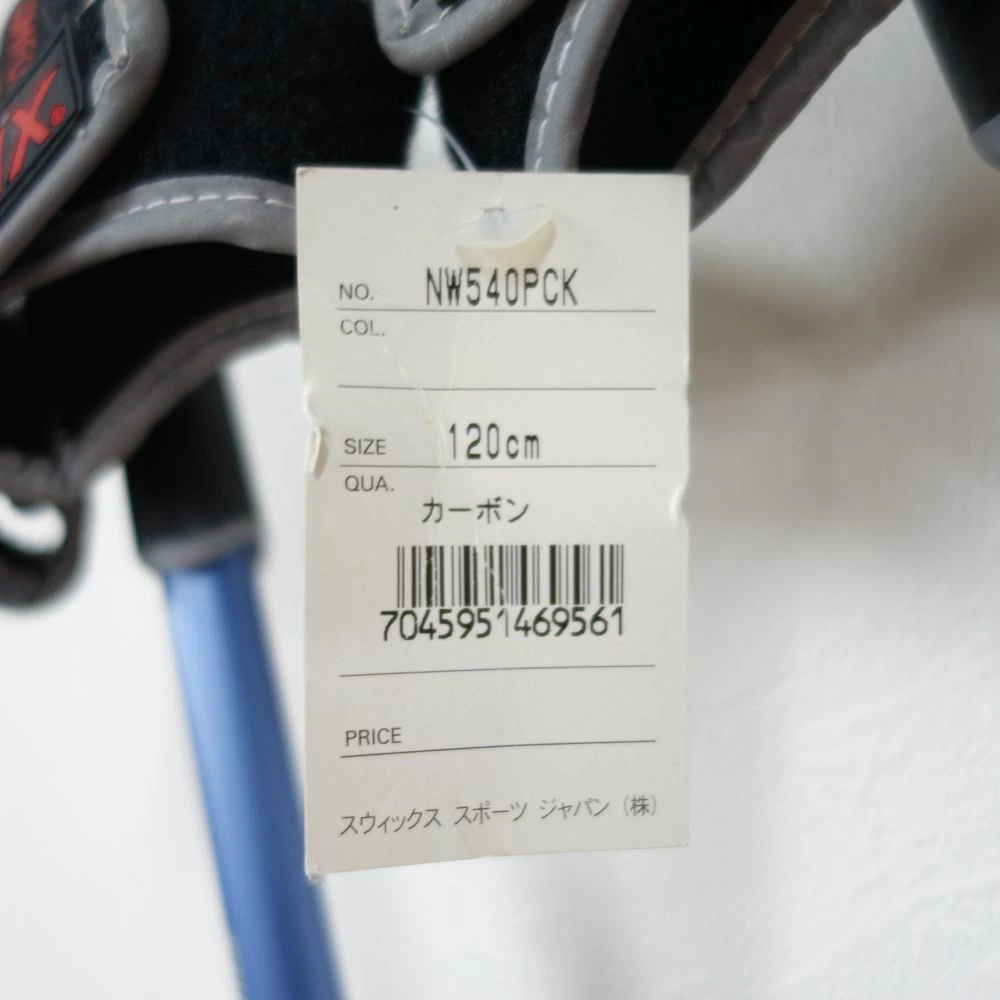 IX.
NO. NW540PCK
COL.
SIZE 120cm
QUA.
カーボン
7045951469561
PRICE
スウィックス スポーツ ジャパン (株)